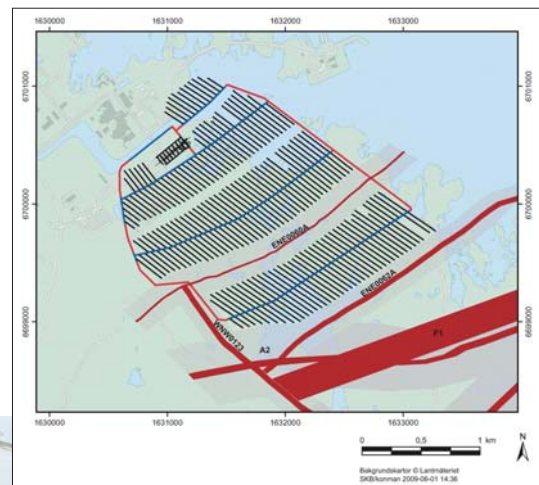 1630000 1631000 1632000 1633000
6701000
6701000
6700000
6700000
ENE0060A
ENE0062A
6699000
6699000
WNW0123
A2
F1
1630000 1631000 1632000 1633000
N
0 0,5 1 km
Bakgrundskartor © Lantmäteriet
SKB/konman 2009-06-01 14:36